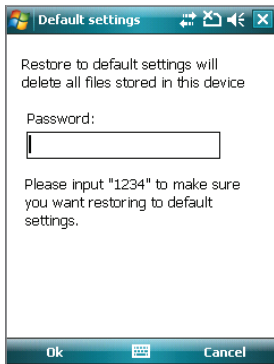 Default settings
Restore to default settings will
delete all files stored in this device
Password:
Please input "1234" to make sure
you want restoring to default
settings.
Ok
Cancel